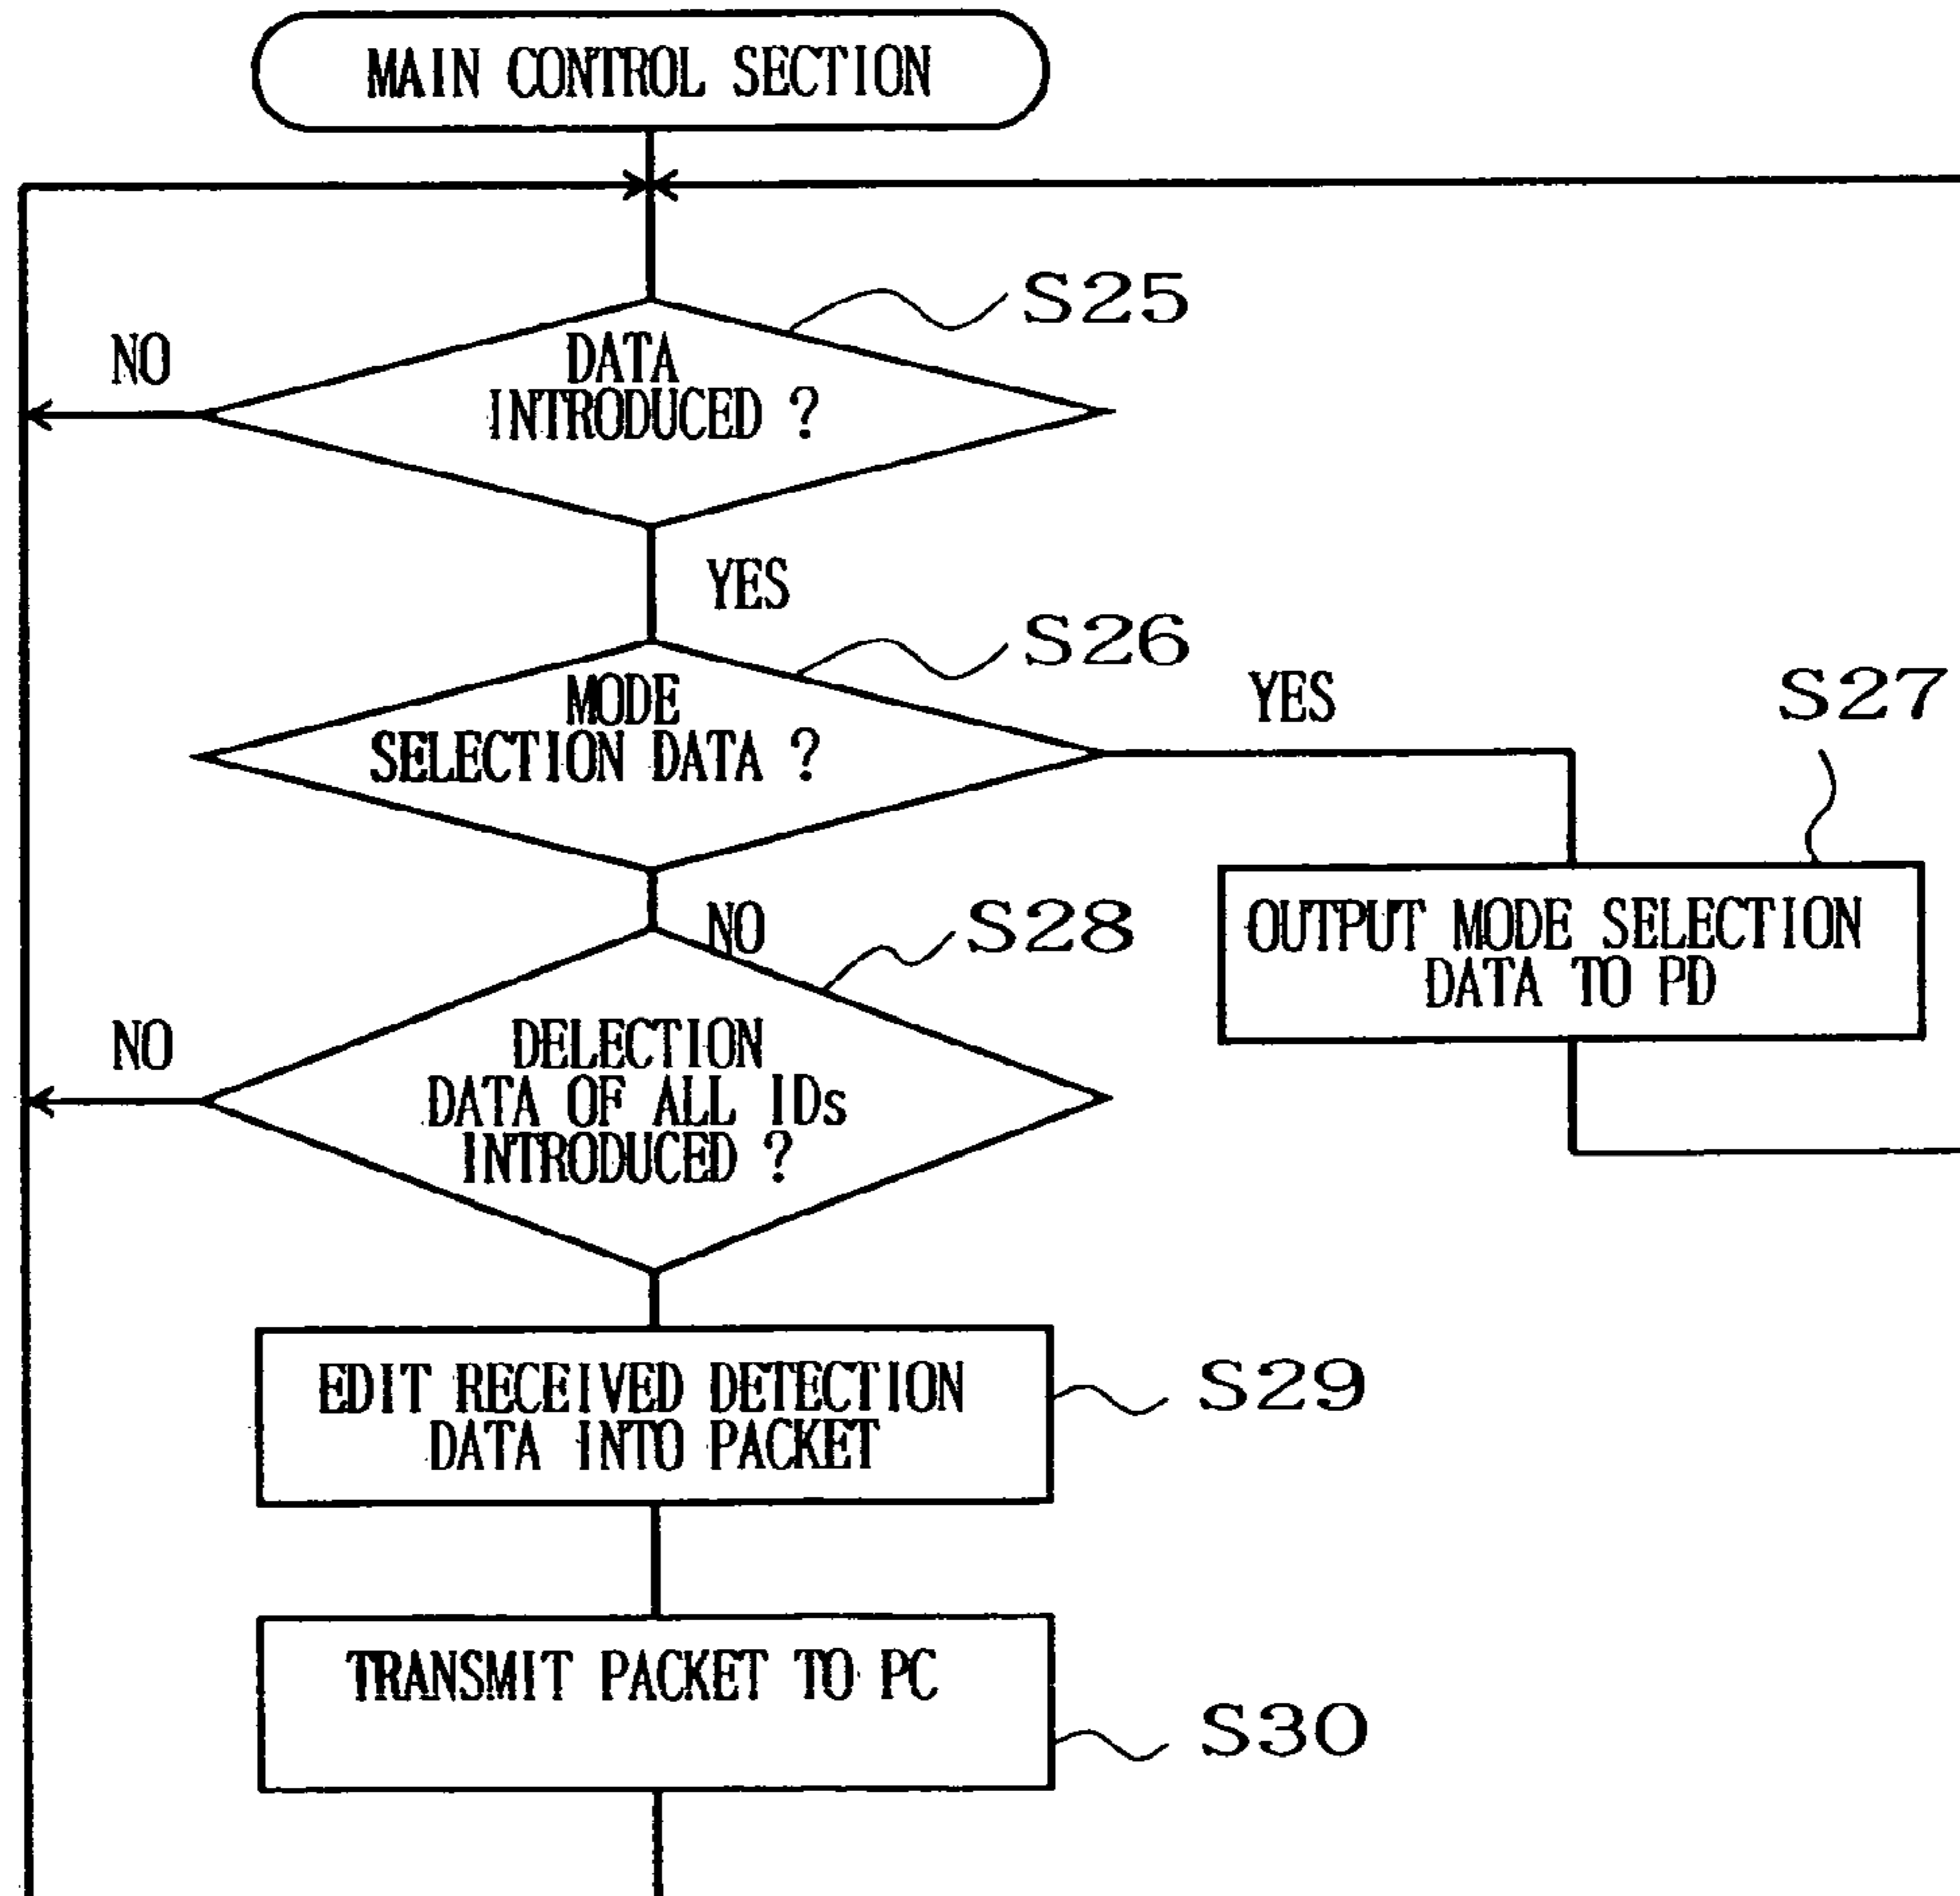 MAIN CONTROL SECTION
S25
NO
DATA
INTRODUCED ?
YES
S26
MODE
SELECTION DATA ?
YES
S27
OUTPUT MODE SELECTION
DATA TO PD
NO
S28
NO
DELECTION
DATA OF ALL IDs
INTRODUCED ?
EDIT RECEIVED DETECTION
DATA INTO PACKET
S29
TRANSMIT PACKET TO PC
S30